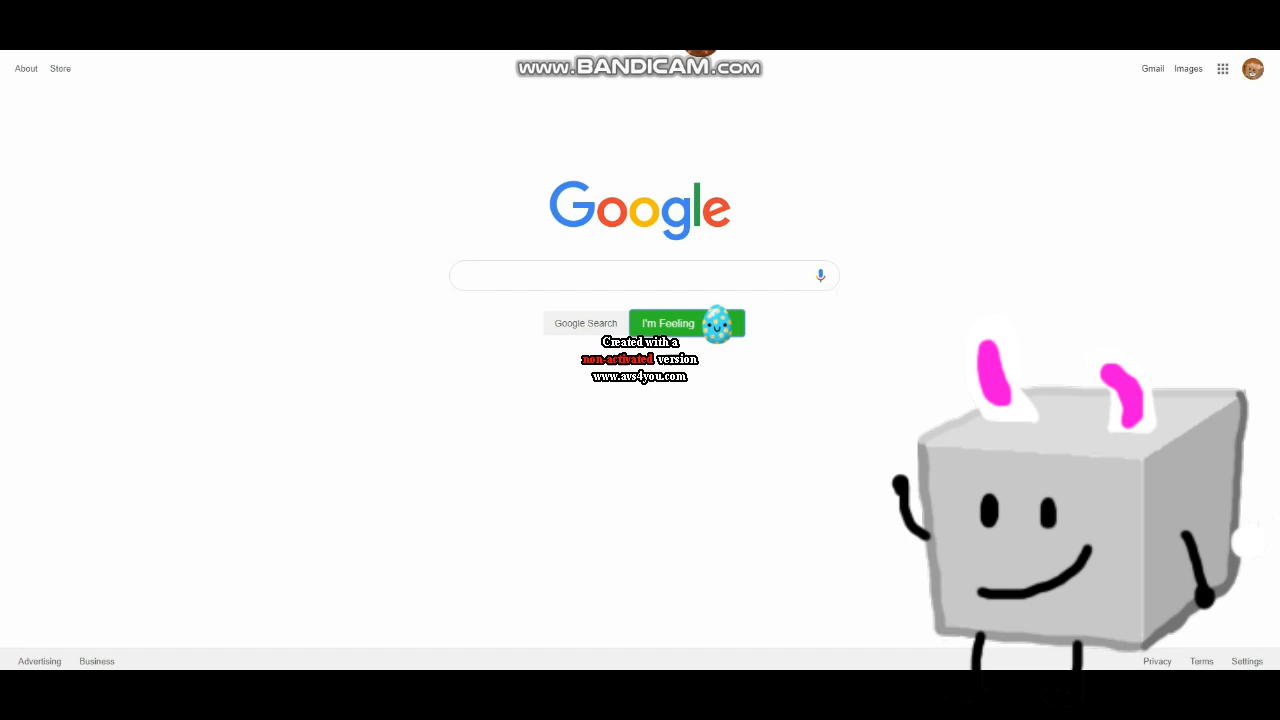 www.BANDICAM.com
About Store
Gmail Images
Google
Google Search I'm Feeling
Created with a
non-activated version
www.avs4you.com
Advertising Business
Privacy Terms Settings